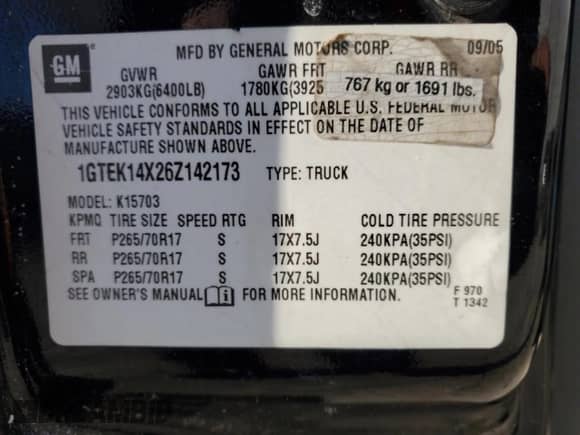 GM MFD BY GENERAL MOTORS CORP. 09/05
GVWR GAWR FRT GAWR RR
2903KG(6400LB) 1780KG(3925 767 kg or 1691 lbs.
THIS VEHICLE CONFORMS TO ALL APPLICABLE U.S. FEDERAL MOTOR
VEHICLE SAFETY STANDARDS IN EFFECT ON THE DATE OF
MANUFACTURE SHOWN ABOVE.
1GTEK14X26Z142173 TYPE: TRUCK
MODEL: K15703
KPMQ TIRE SIZE SPEED RTG RIM COLD TIRE PRESSURE
FRT P265/70R17 S 17X7.5J 240KPA(35PSI)
RR P265/70R17 S 17X7.5J 240KPA(35PSI)
SPA P265/70R17 S 17X7.5J 240KPA(35PSI)
SEE OWNER'S MANUAL i FOR MORE INFORMATION. F 970
T 1342